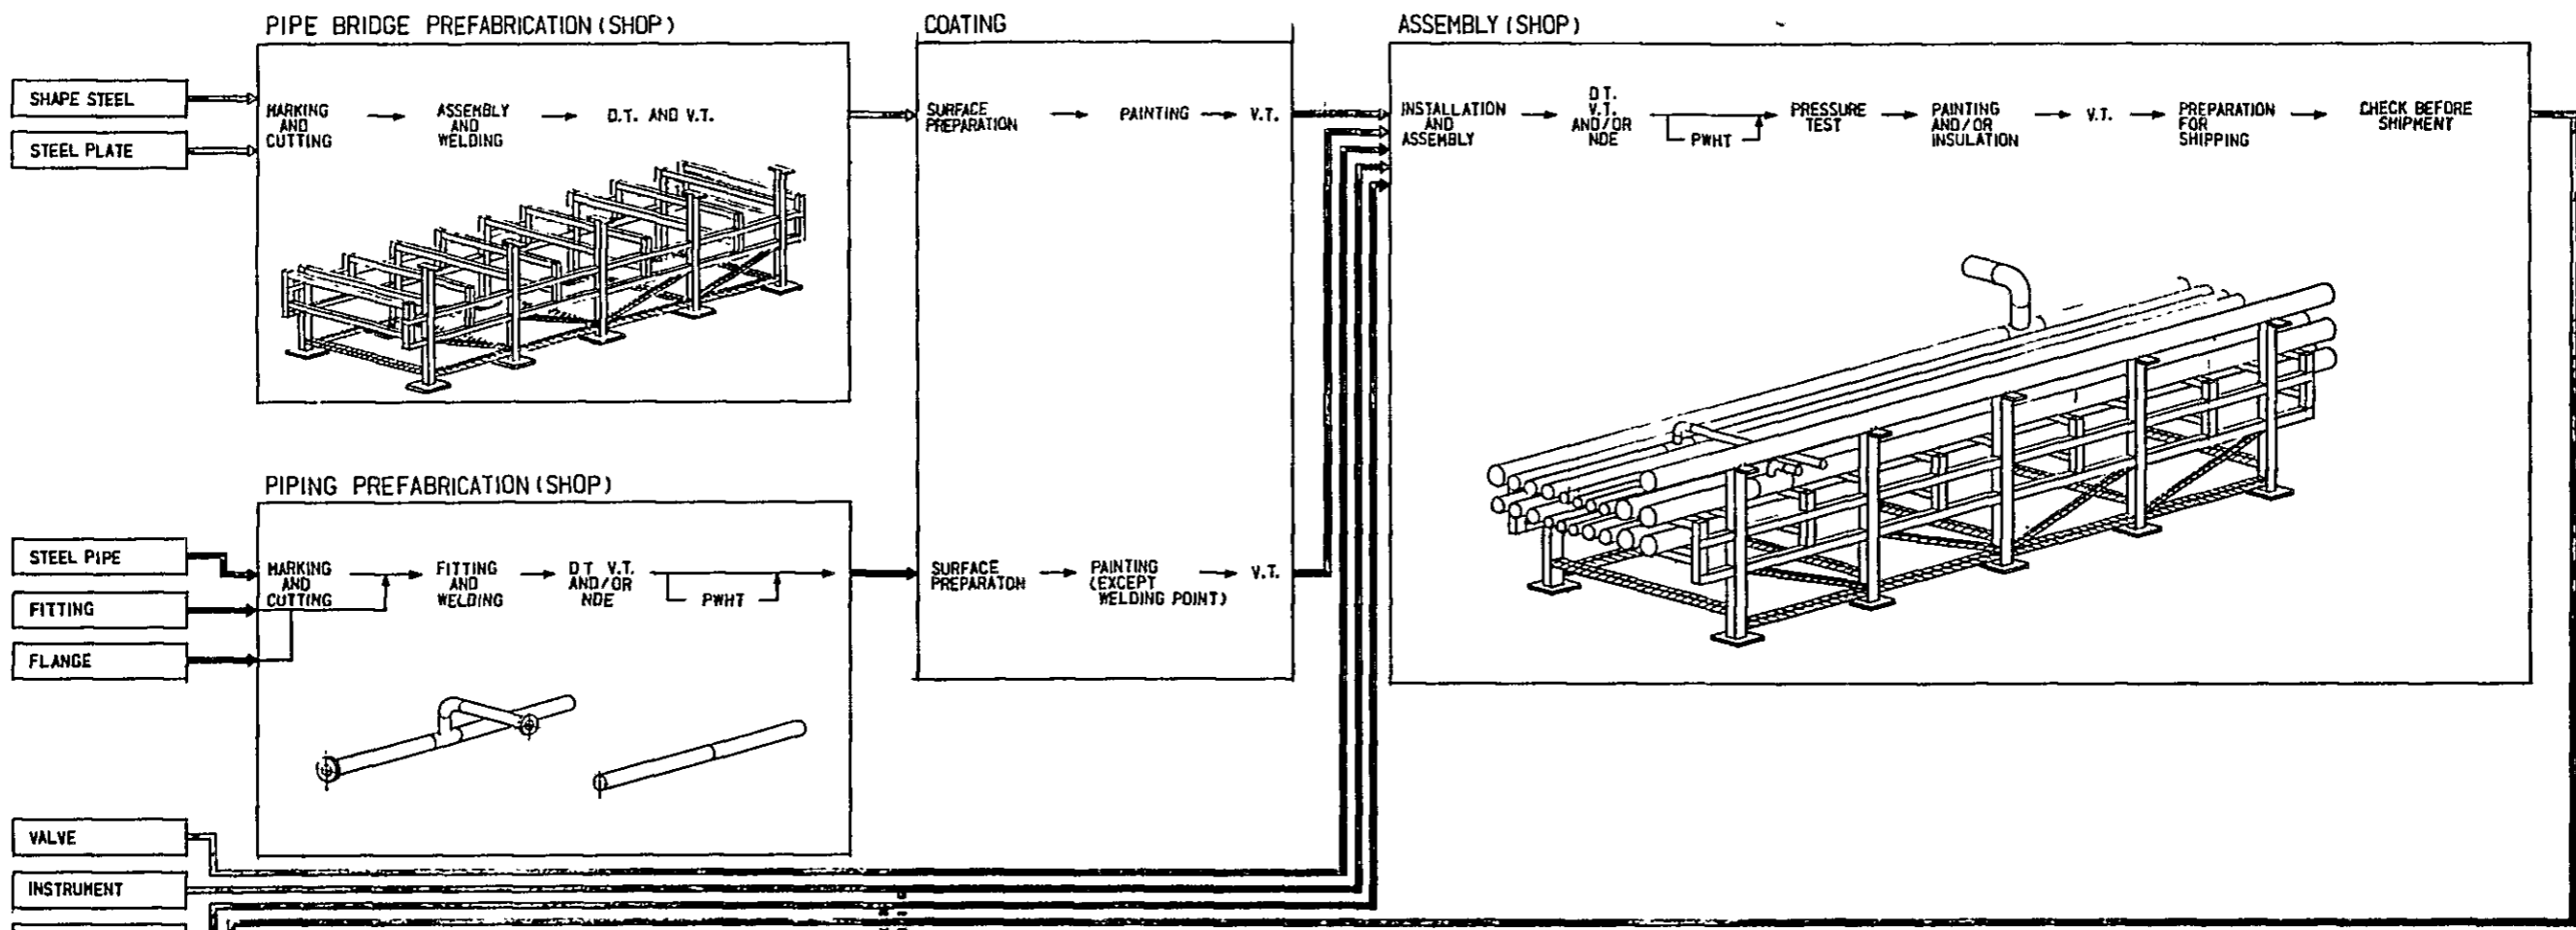 PIPE BRIDGE PREFABRICATION (SHOP)
COATING
ASSEMBLY (SHOP)
SHAPE STEEL
STEEL PLATE
MARKING
AND
CUTTING
ASSEMBLY
AND
WELDING
D.T. AND V.T.
SURFACE
PREPARATION
PAINTING
V.T.
INSTALLATION
AND
ASSEMBLY
DT.
V.T.
AND/OR
NDE
PWHT
PRESSURE
TEST
PAINTING
AND/OR
INSULATION
V.T.
PREPARATION
FOR
SHIPPING
CHECK BEFORE
SHIPMENT
PIPING PREFABRICATION (SHOP)
STEEL PIPE
FITTING
FLANGE
MARKING
AND
CUTTING
FITTING
AND
WELDING
DT V.T.
AND/OR
NDE
PWHT
SURFACE
PREPARATON
PAINTING
(EXCEPT
WELDING POINT)
V.T.
VALVE
INSTRUMENT